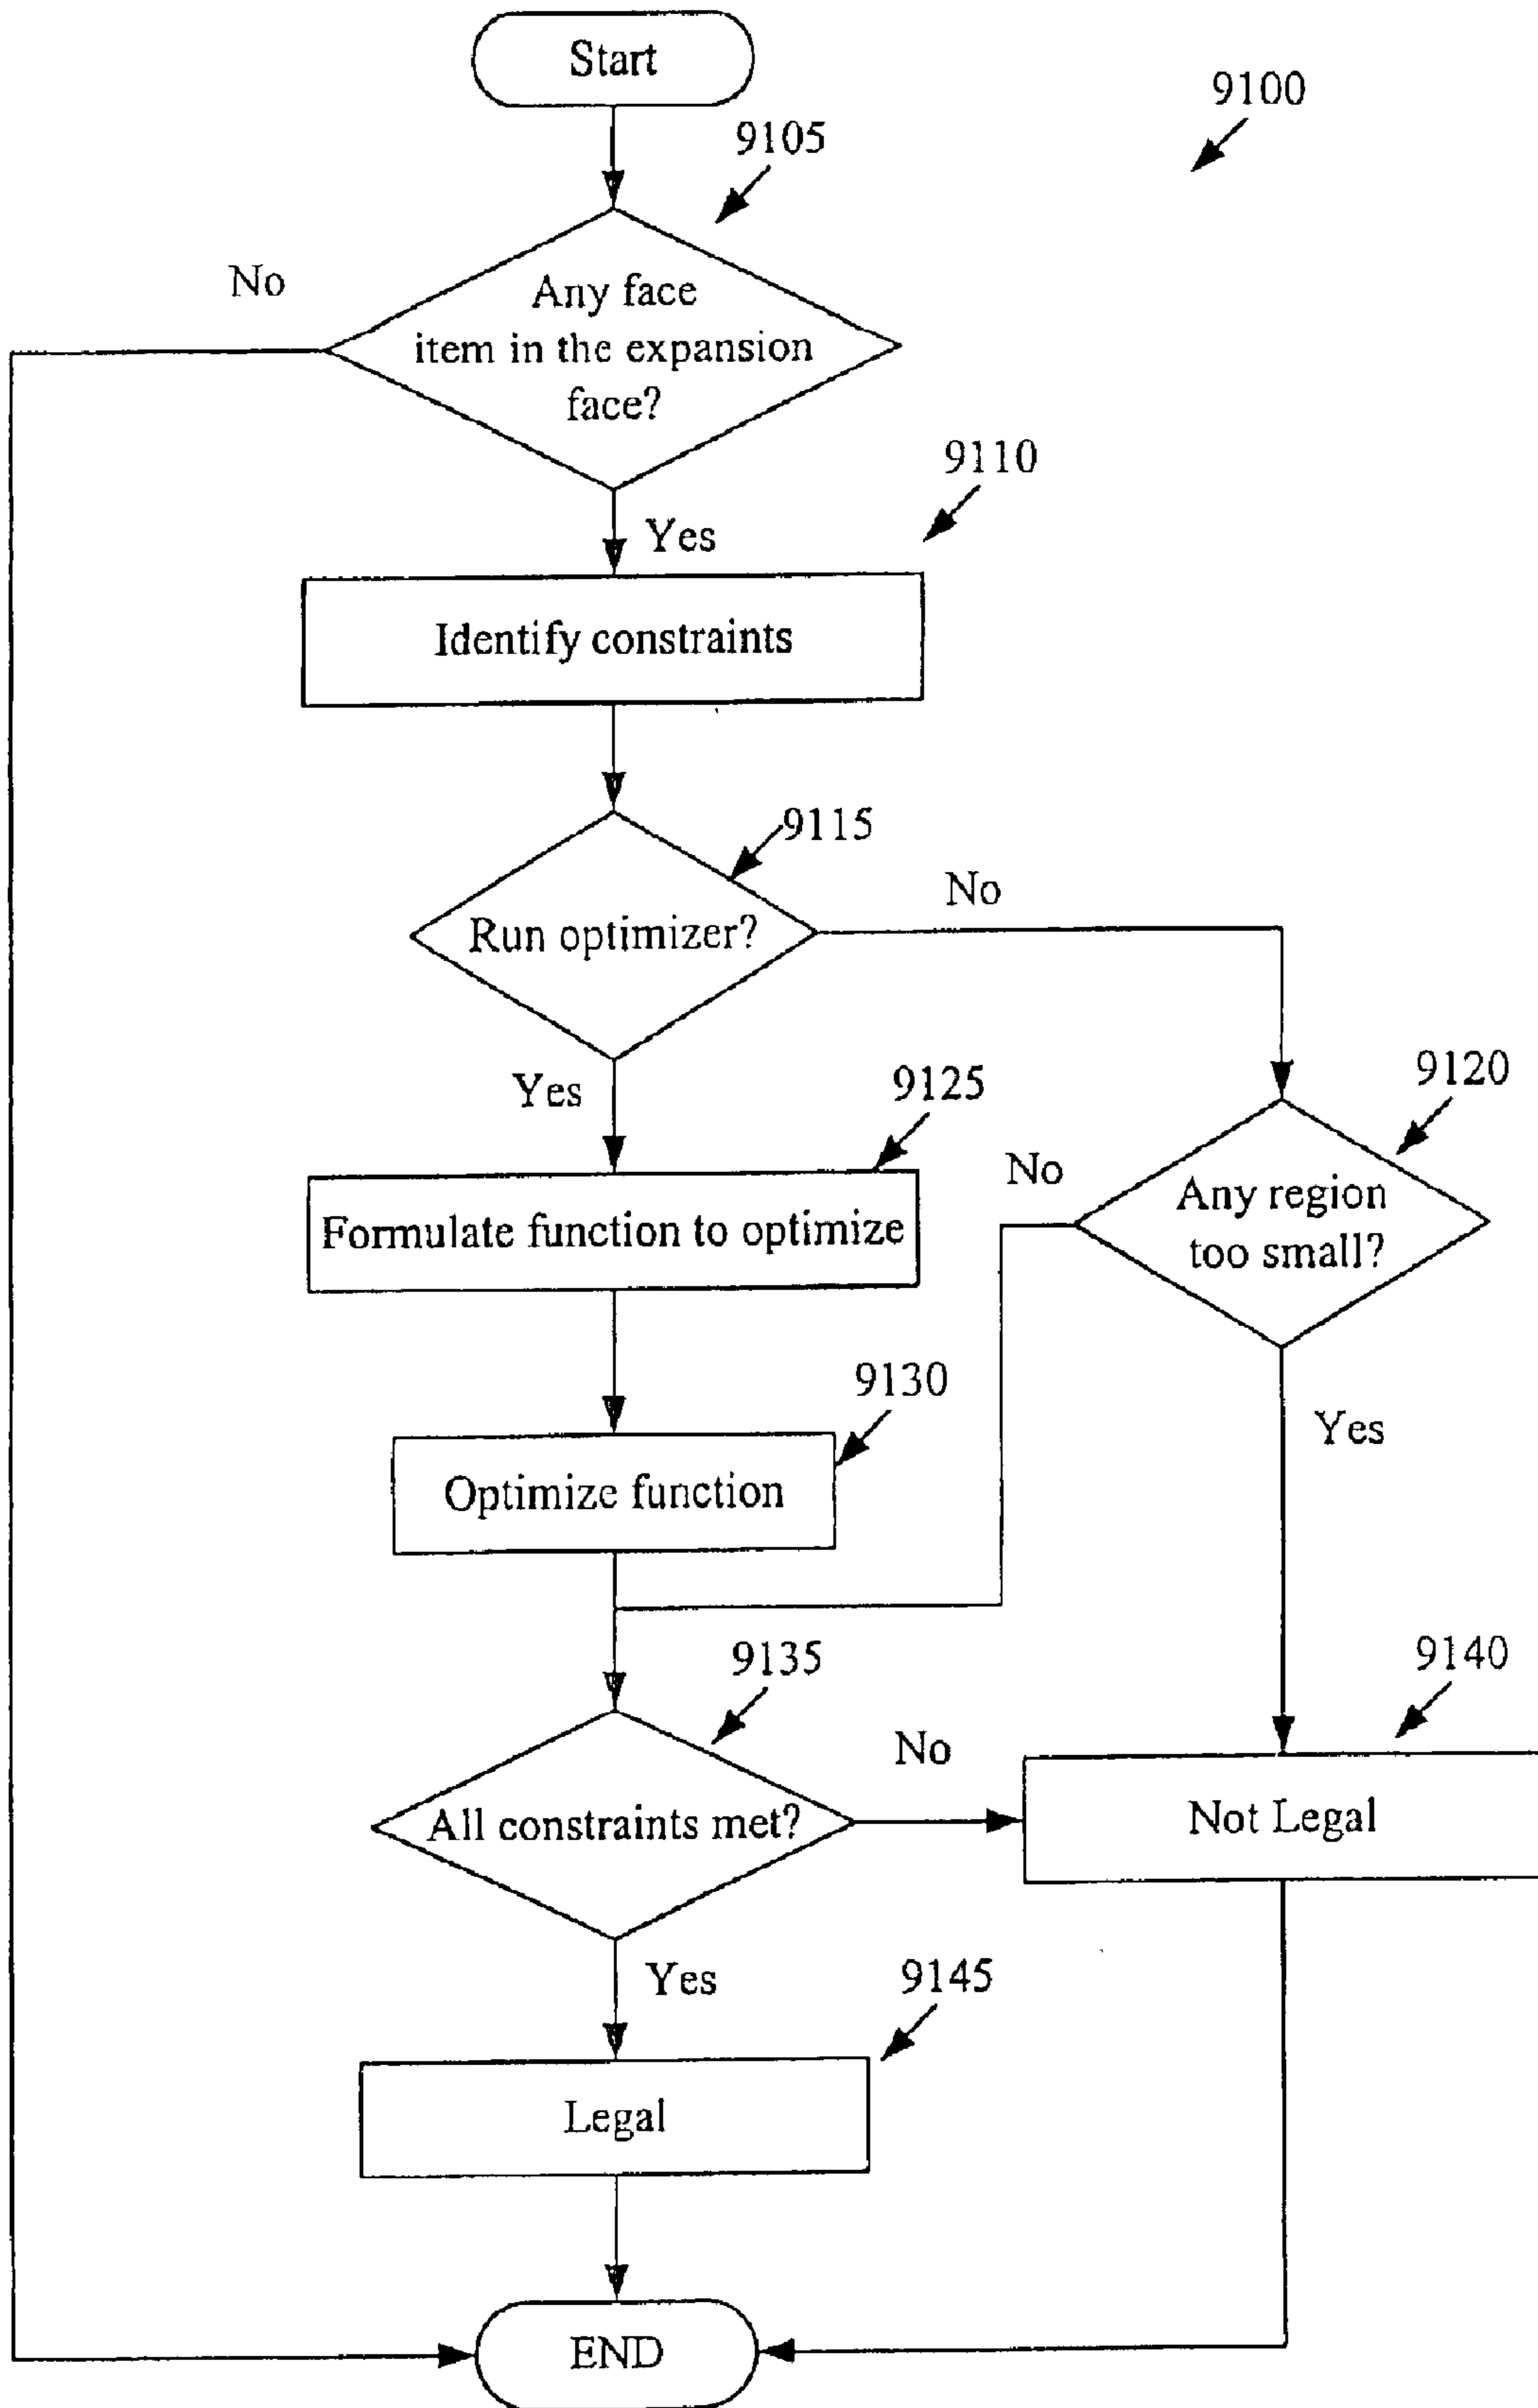 Start
9100
9105
No
Any face
item in the expansion
face?
9110
Yes
Identify constraints
9115
No
Run optimizer?
9120
Yes
9125
No
Any region
too small?
Formulate function to optimize
9130
Yes
Optimize function
9135
9140
No
All constraints met?
Not Legal
Yes
9145
Legal
END